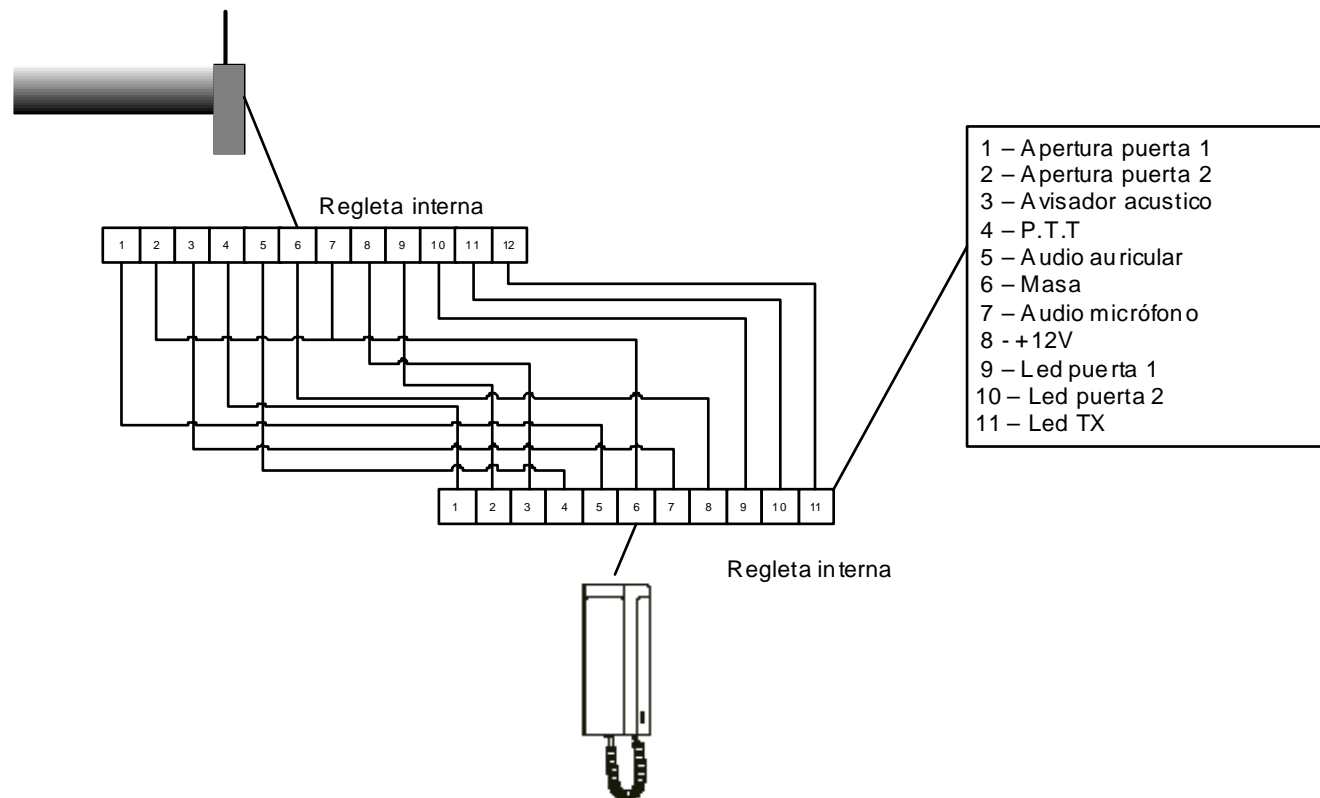 Regleta interna
1 2 3 4 5 6 7 8 9 10 11 12
1 – Apertura puerta 1
2 – Apertura puerta 2
3 – Avisador acustico
4 – P.T.T
5 – Audio auricular
6 – Masa
7 – Audio micrófono
8 - +12V
9 – Led puerta 1
10 – Led puerta 2
11 – Led TX
1 2 3 4 5 6 7 8 9 10 11
Regleta interna